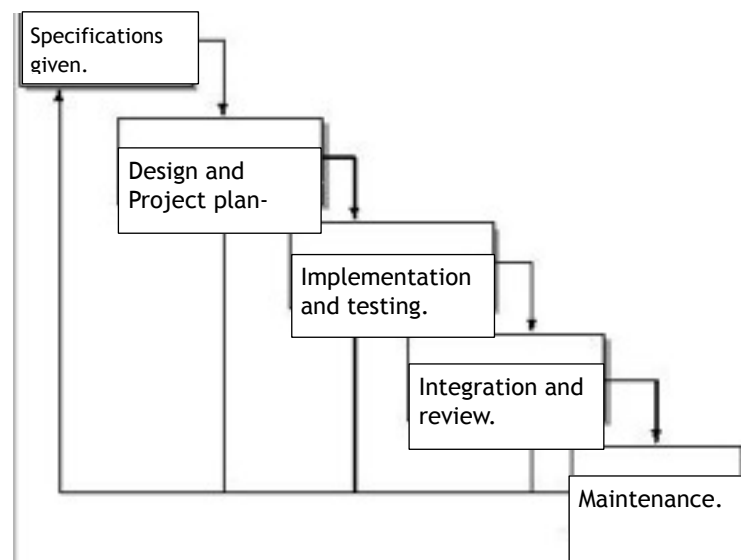 Specifications
given.
Design and
Project plan-
Implementation
and testing.
Integration and
review.
Maintenance.